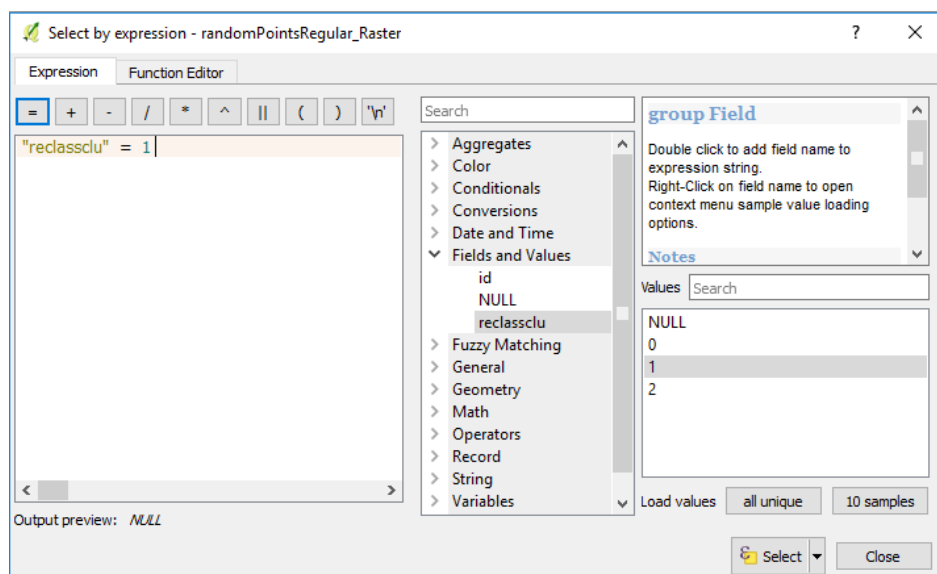 Select by expression - randomPointsRegular_Raster
? X
Expression
Function Editor
= + - / * ^ || ( ) '\n'
"reclassclu" = 1
Output preview: NULL
Search
> Aggregates
> Color
> Conditionals
> Conversions
> Date and Time
Fields and Values
id
NULL
reclassclu
> Fuzzy Matching
> General
> Geometry
> Math
> Operators
> Record
> String
> Variables
group Field
Double click to add field name to
expression string.
Right-Click on field name to open
context menu sample value loading
options.
Notes
Values Search
NULL
0
1
2
Load values all unique 10 samples
ε Select Close